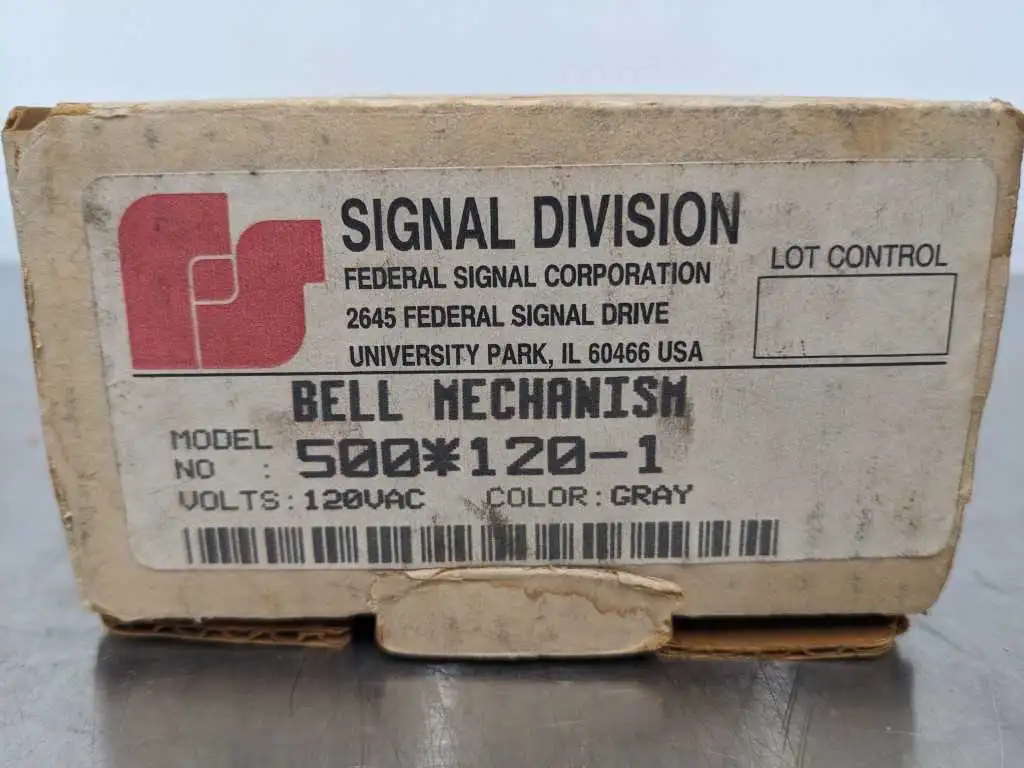 SIGNAL DIVISION
FEDERAL SIGNAL CORPORATION
2645 FEDERAL SIGNAL DRIVE
UNIVERSITY PARK, IL 60466 USA
LOT CONTROL
BELL MECHANISM
MODEL NO : 500*120-1
VOLTS: 120VAC COLOR: GRAY